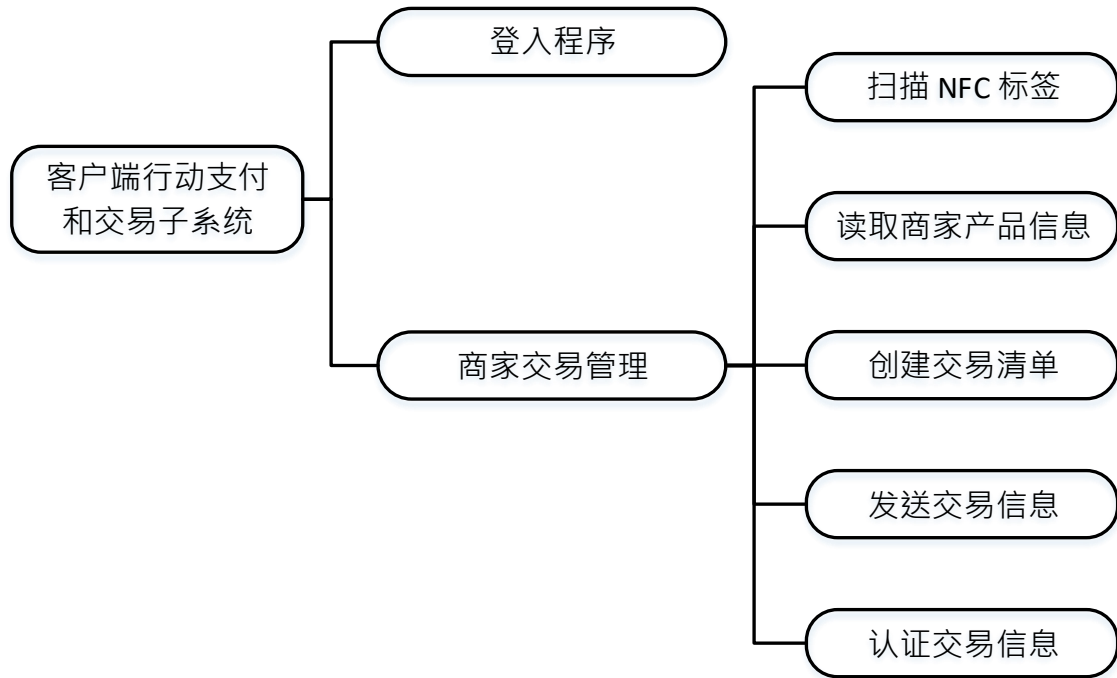 登入程序
扫描 NFC 标签
客户端行动支付
和交易子系统
读取商家产品信息
商家交易管理
创建交易清单
发送交易信息
认证交易信息